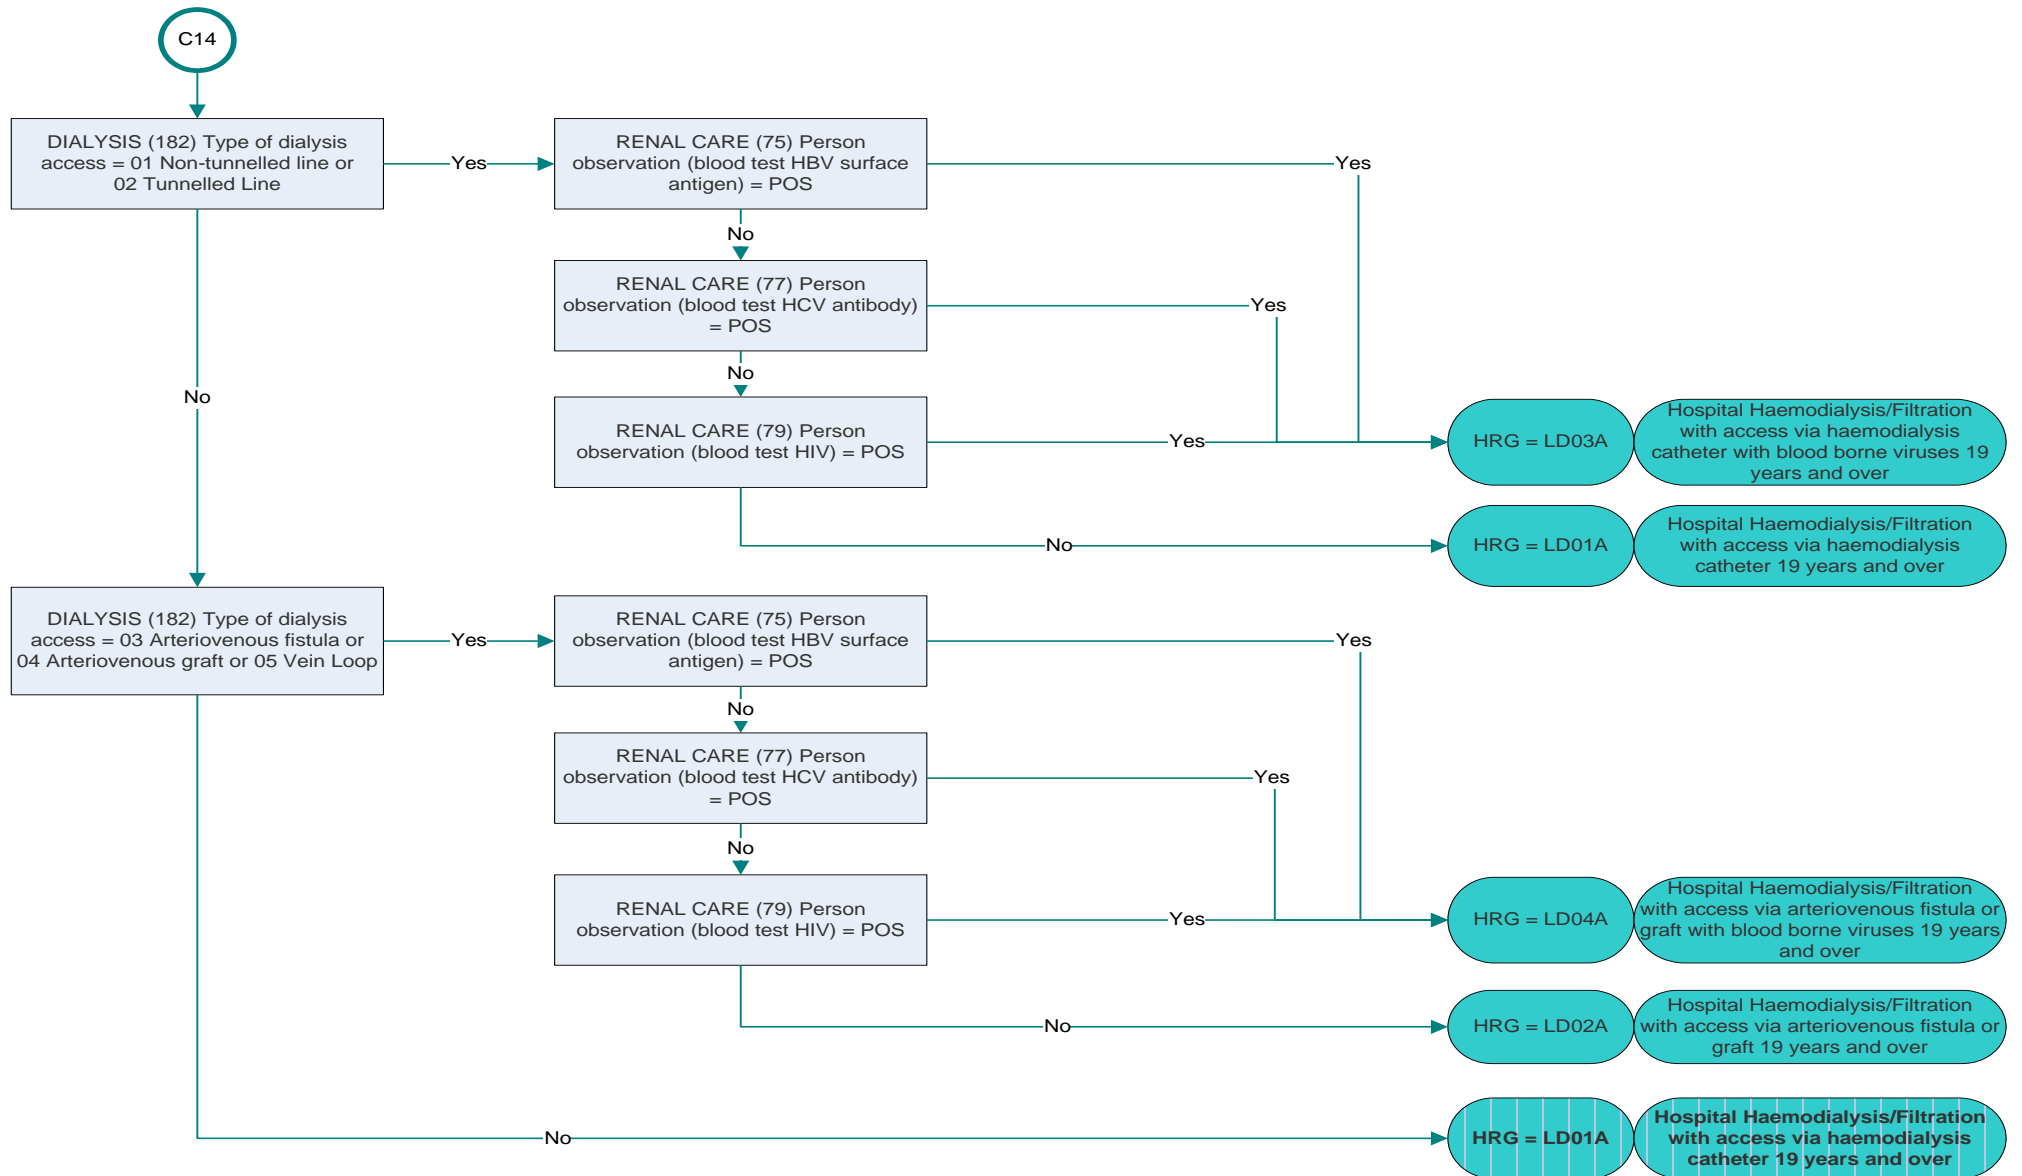 C14
DIALYSIS (182) Type of dialysis
access = 01 Non-tunnelled line or
02 Tunnelled Line
Yes
RENAL CARE (75) Person
observation (blood test HBV surface
antigen) = POS
Yes
No
RENAL CARE (77) Person
observation (blood test HCV antibody)
= POS
Yes
No
No
RENAL CARE (79) Person
observation (blood test HIV) = POS
Yes
HRG = LD03A
Hospital Haemodialysis/Filtration
with access via haemodialysis
catheter with blood borne viruses 19
years and over
No
HRG = LD01A
Hospital Haemodialysis/Filtration
with access via haemodialysis
catheter 19 years and over
DIALYSIS (182) Type of dialysis
access = 03 Arteriovenous fistula or
04 Arteriovenous graft or 05 Vein Loop
Yes
RENAL CARE (75) Person
observation (blood test HBV surface
antigen) = POS
Yes
No
RENAL CARE (77) Person
observation (blood test HCV antibody)
= POS
Yes
No
RENAL CARE (79) Person
observation (blood test HIV) = POS
Yes
HRG = LD04A
Hospital Haemodialysis/Filtration
with access via arteriovenous fistula or
graft with blood borne viruses 19 years
and over
No
HRG = LD02A
Hospital Haemodialysis/Filtration
with access via arteriovenous fistula or
graft 19 years and over
No
HRG = LD01A
Hospital Haemodialysis/Filtration
with access via haemodialysis
catheter 19 years and over